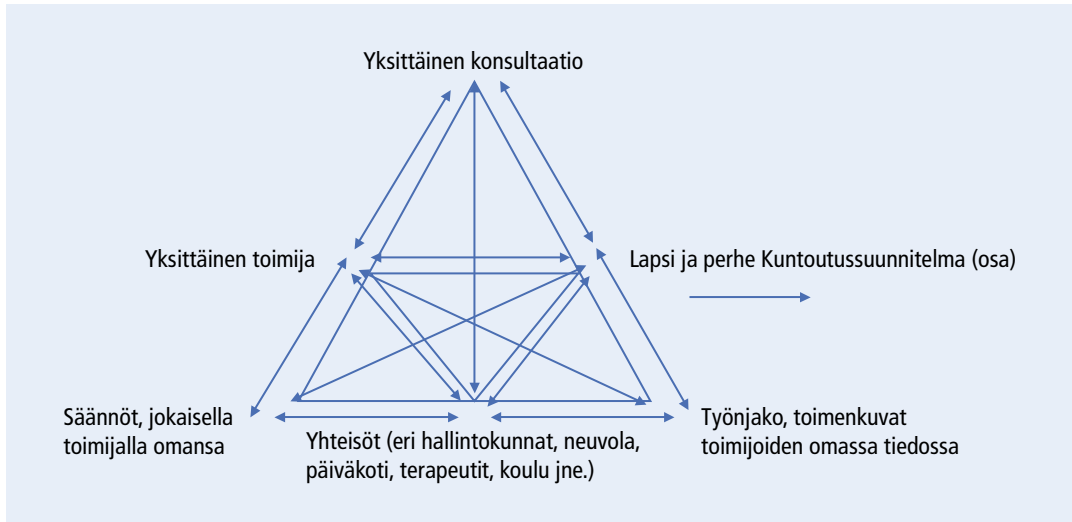 Yksittäinen konsultaatio
Yksittäinen toimija
Lapsi ja perhe Kuntoutussuunnitelma (osa)
Säännöt, jokaisella
toimijalla omansa
Yhteisöt (eri hallintokunnat, neuvola,
päiväkoti, terapeutit, koulu jne.)
Työnjako, toimenkuvat
toimijoiden omassa tiedossa